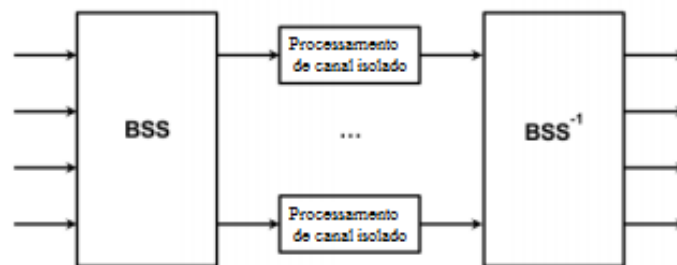 Processamento
de canal isolado
BSS
...
BSS⁻¹
Processamento
de canal isolado